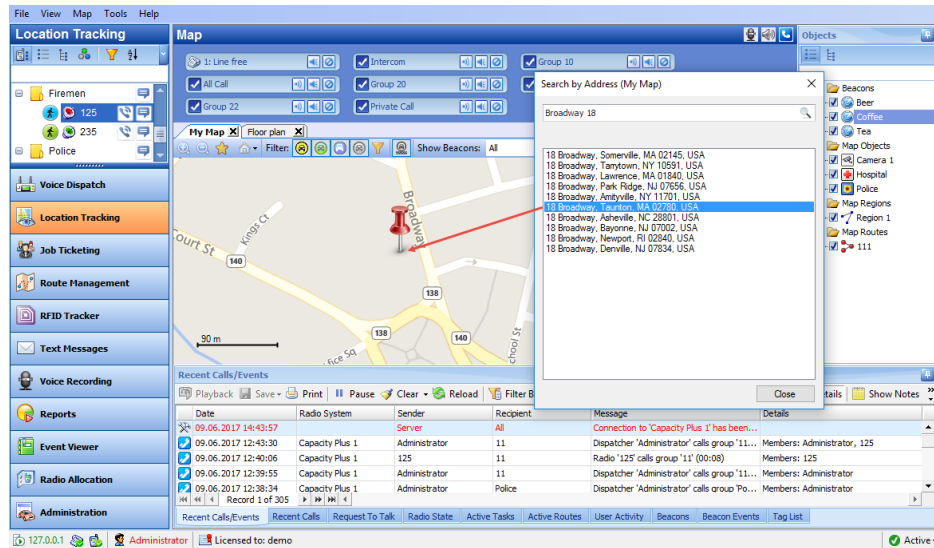 File View Map Tools Help
Location Tracking
Map
Objects
1: Line free
Intercom
Group 10
All Call
Group 20
Group 22
Private Call
Firemen
125
235
Police
My Map X Floor plan X
Filter:
Show Beacons: All
Search by Address (My Map)
Broadway 18
18 Broadway, Somerville, MA 02145, USA
18 Broadway, Tarrytown, NY 10591, USA
18 Broadway, Lawrence, MA 01840, USA
18 Broadway, Park Ridge, NJ 07656, USA
18 Broadway, Amityville, NY 11701, USA
18 Broadway, Taunton, MA 02780, USA
18 Broadway, Asheville, NC 28801, USA
18 Broadway, Bayonne, NJ 07002, USA
18 Broadway, Newport, RI 02840, USA
18 Broadway, Denville, NJ 07834, USA
Close
Beacons
Beer
Coffee
Tea
Map Objects
Camera 1
Hospital
Police
Map Regions
Region 1
Map Routes
111
Voice Dispatch
Location Tracking
Job Ticketing
Route Management
RFID Tracker
Text Messages
Voice Recording
Reports
Event Viewer
Radio Allocation
Administration
Broadway
Kings Ct
Court St
140
138
138
140
90 m
fice Sq
chool St
Recent Calls/Events
Playback Save Print Pause Clear Reload Filter B
tails Show Notes
Date Radio System Sender Recipient Message Details
09.06.2017 14:43:57 Server All Connection to 'Capacity Plus 1' has been...
09.06.2017 12:43:30 Capacity Plus 1 Administrator 11 Dispatcher 'Administrator' calls group '11... Members: Administrator, 125
09.06.2017 12:40:06 Capacity Plus 1 125 11 Radio '125' calls group '11' (00:08) Members: 125
09.06.2017 12:39:55 Capacity Plus 1 Administrator 11 Dispatcher 'Administrator' calls group '11... Members: Administrator
09.06.2017 12:38:34 Capacity Plus 1 Administrator Police Dispatcher 'Administrator' calls group 'Po... Members: Administrator
Record 1 of 305
Recent Calls/Events Recent Calls Request To Talk Radio State Active Tasks Active Routes User Activity Beacons Beacon Events Tag List
127.0.0.1 Administrator Licensed to: demo
Active